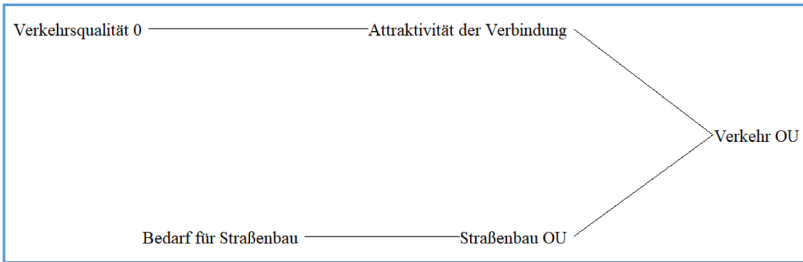 Verkehrsqualität 0
Attraktivität der Verbindung
Verkehr OU
Bedarf für Straßenbau
Straßenbau OU